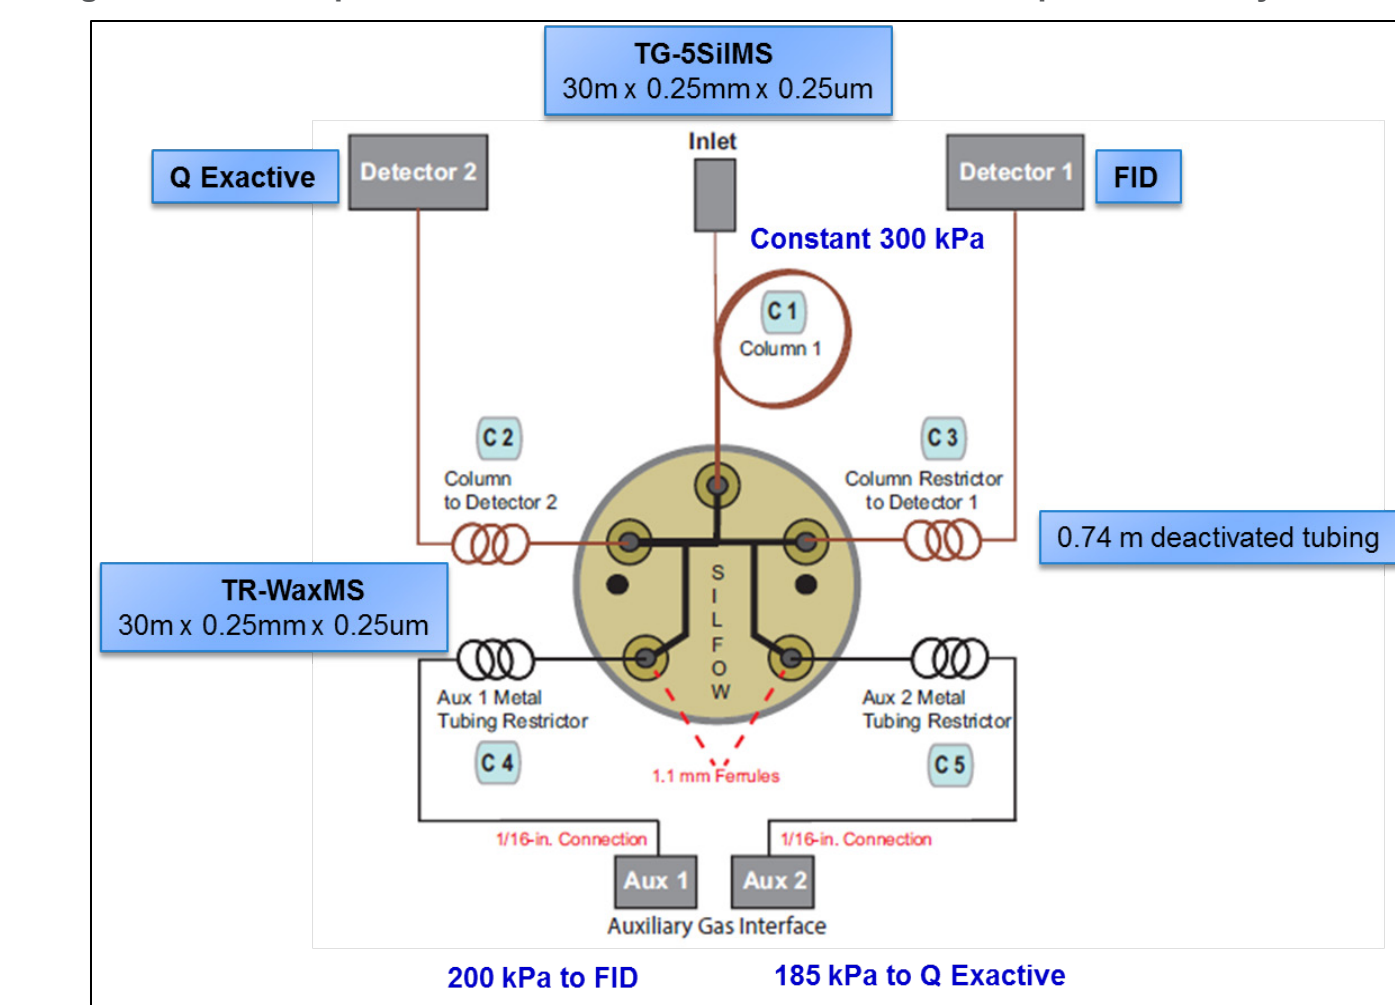 TG-5SilMS
30m x 0.25mm x 0.25um
Inlet
Detector 2
Detector 1
Q Exactive
FID
Constant 300 kPa
C 1
Column 1
C 2
C 3
Column
to Detector 2
Column Restrictor
to Detector 1
0.74 m deactivated tubing
TR-WaxMS
30m x 0.25mm x 0.25um
SILFOW
Aux 1 Metal
Tubing Restrictor
Aux 2 Metal
Tubing Restrictor
C 4
C 5
1.1 mm Ferrules
1/16-in. Connection
1/16-in. Connection
Aux 1
Aux 2
Auxiliary Gas Interface
200 kPa to FID
185 kPa to Q Exactive